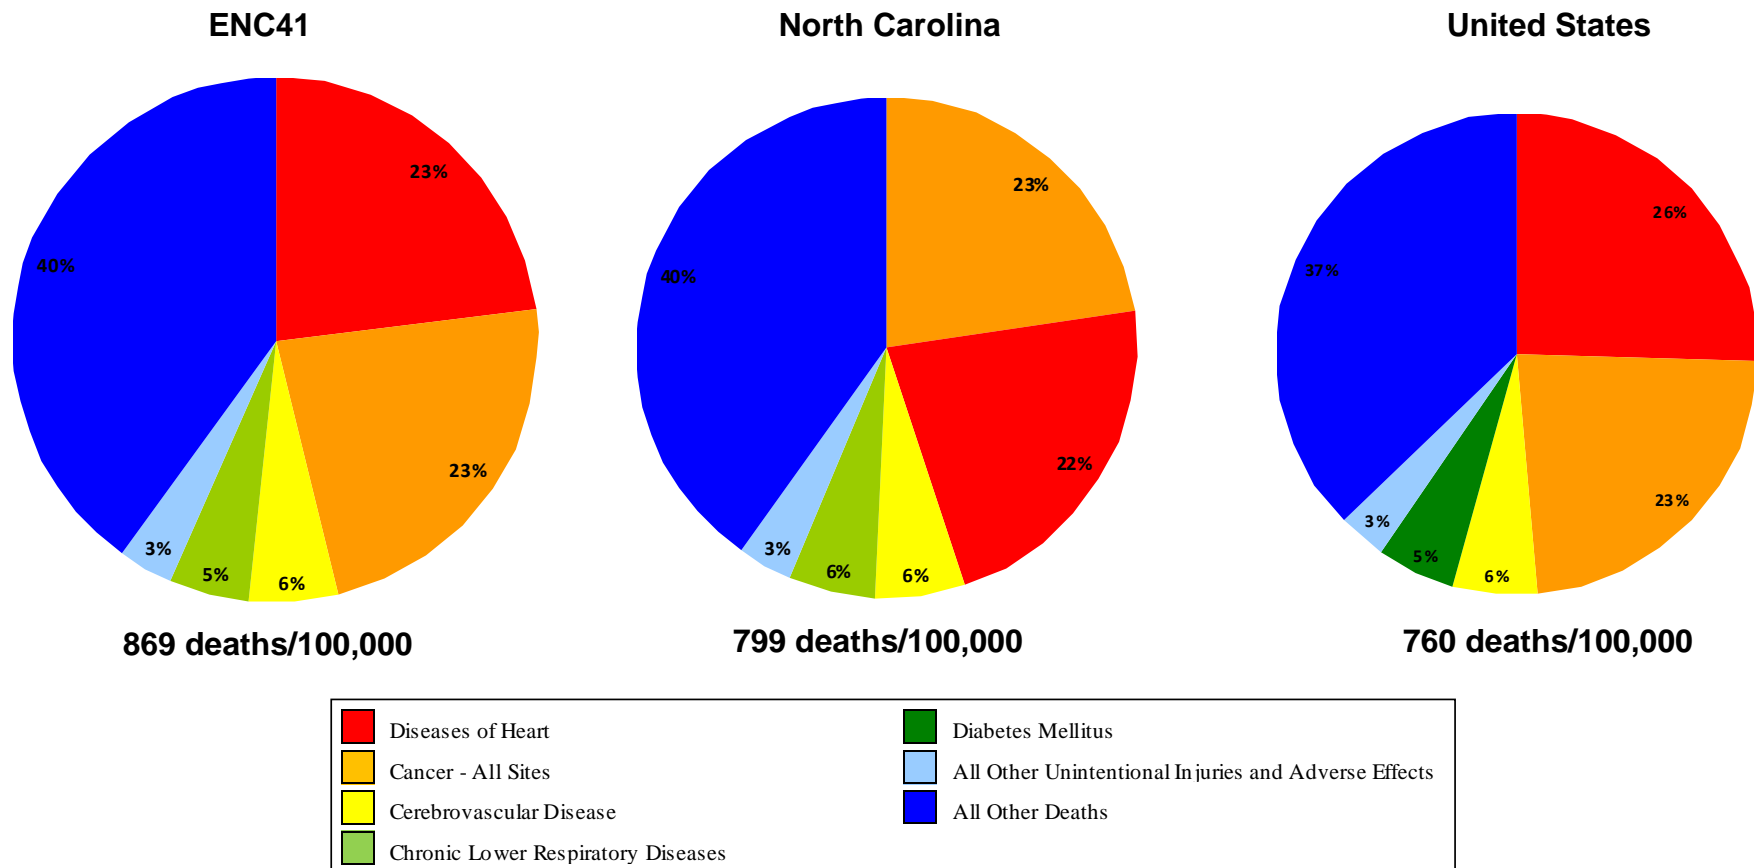 ENC41
North Carolina
United States
23%
23%
6%
5%
3%
40%
23%
22%
6%
6%
3%
40%
26%
23%
6%
5%
3%
37%
869 deaths/100,000
799 deaths/100,000
760 deaths/100,000
Diseases of Heart
Cancer - All Sites
Cerebrovascular Disease
Chronic Lower Respiratory Diseases
Diabetes Mellitus
All Other Unintentional Injuries and Adverse Effects
All Other Deaths